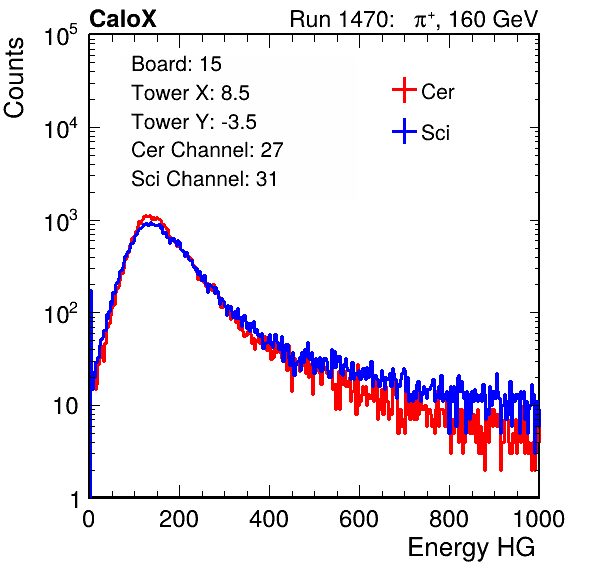 CaloX Run 1470: π⁺, 160 GeV
Counts
10⁵
10⁴
10³
10²
10
1
Board: 15
Tower X: 8.5
Tower Y: -3.5
Cer Channel: 27
Sci Channel: 31
Cer
Sci
0 200 400 600 800 1000
Energy HG